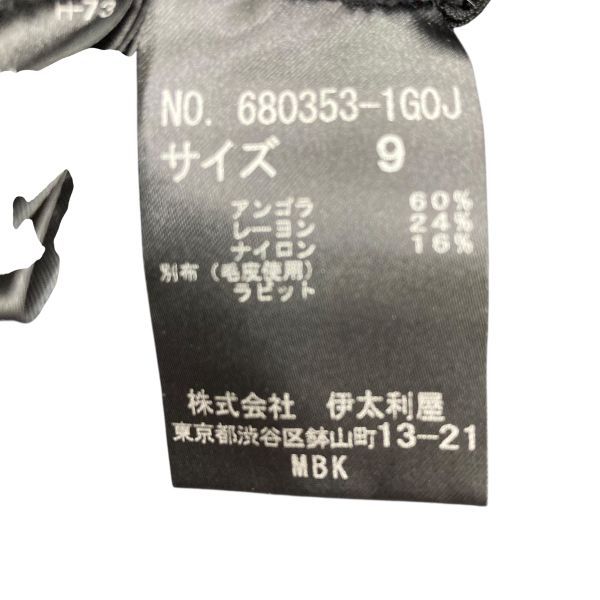 H-73
NO. 680353-1GOJ
サイズ 9
アンゴラ 60%
レーヨン 24%
ナイロン 16%
別布(毛皮使用)
ラビット
株式会社 伊太利屋
東京都渋谷区鉢山町13-21
MBK